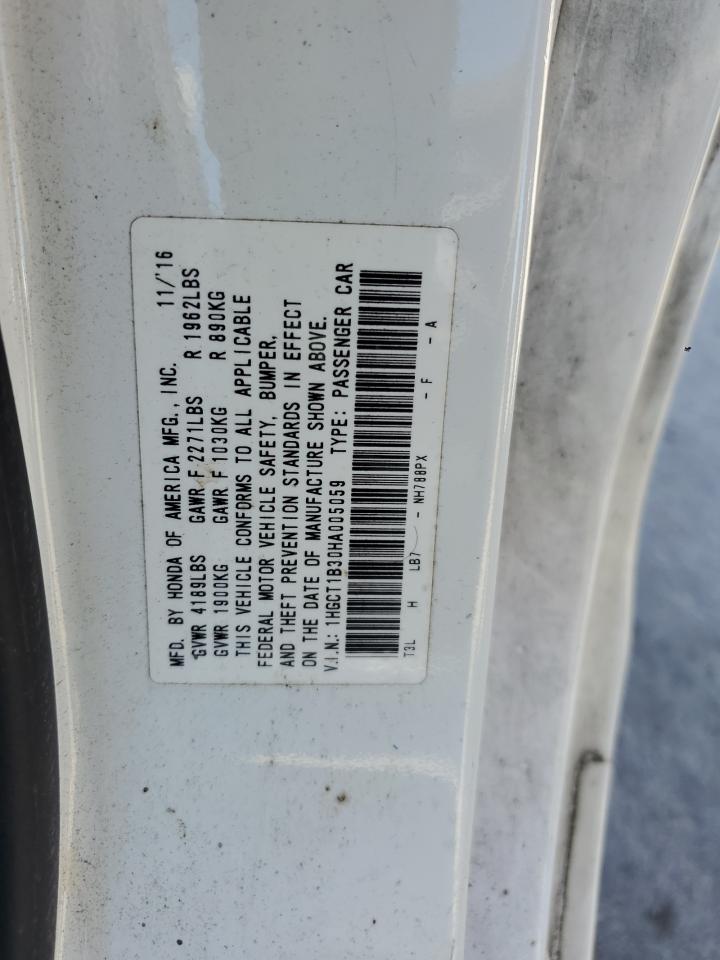 MFD. BY HONDA OF AMERICA MFG., INC. 11/'16
GVWR 4189LBS GAWR F 2271LBS R 1962LBS
GVWR 1900KG GAWR F 1030KG R 890KG
THIS VEHICLE CONFORMS TO ALL APPLICABLE
FEDERAL MOTOR VEHICLE SAFETY, BUMPER,
AND THEFT PREVENTION STANDARDS IN EFFECT
ON THE DATE OF MANUFACTURE SHOWN ABOVE.
V.I.N.: 1HGCT1B30HA005059 TYPE: PASSENGER CAR
T3L H LB7 - NH788PX - F - A